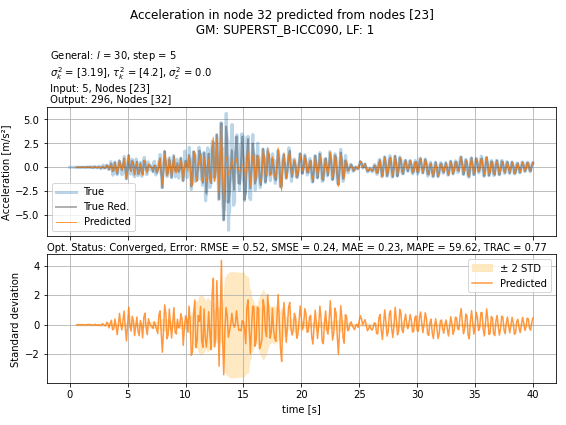 Acceleration in node 32 predicted from nodes [23]
GM: SUPERST_B-ICC090, LF: 1
General: l = 30, step = 5
σ²ₖ = [3.19], τ²ₖ = [4.2], σ²_ε = 0.0
Input: 5, Nodes [23]
Output: 296, Nodes [32]
Acceleration [m/s²]
5.0
2.5
0.0
−2.5
−5.0
True
True Red.
Predicted
Opt. Status: Converged, Error: RMSE = 0.52, SMSE = 0.24, MAE = 0.23, MAPE = 59.62, TRAC = 0.77
Standard deviation
4
2
0
−2
± 2 STD
Predicted
0 5 10 15 20 25 30 35 40
time [s]